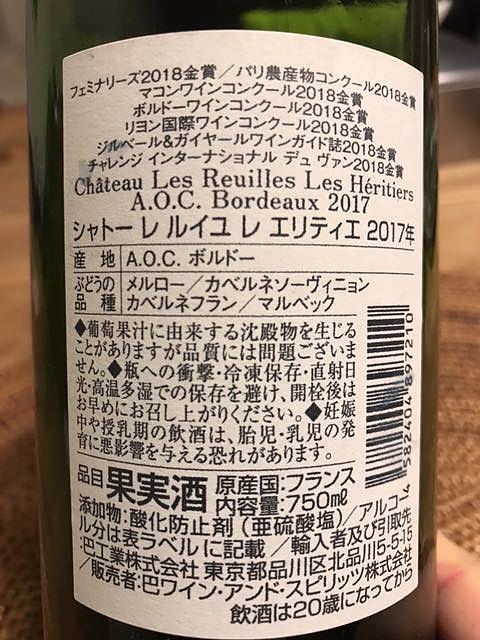 フェミナリーズ2018金賞／パリ農産物コンクール2018金賞
マコンワインコンクール2018金賞
ボルドーワインコンクール2018金賞
リヨン国際ワインコンクール2018金賞
ジルベール&ガイヤールワインガイド誌2018金賞
チャレンジ インターナショナル デュ ヴァン2018金賞
Château Les Reuilles Les Héritiers
A.O.C. Bordeaux 2017
シャトー レ ルイユ レ エリティエ 2017年
産地 A.O.C. ボルドー
ぶどうの品種 メルロー／カベルネソーヴィニョン
カベルネフラン／マルベック
◆葡萄果汁に由来する沈殿物を生じる
ことがありますが品質には問題ございま
せん。◆瓶への衝撃・冷凍保存・直射日
光・高温多湿での保存を避け、開栓後は
お早めにお召し上がりください。◆妊娠
中や授乳期の飲酒は、胎児・乳児の発
育に悪影響を与える恐れがあります。
4 582404 897210
品目 果実酒 原産国:フランス
内容量:750㎖
添加物:酸化防止剤（亜硫酸塩）／アルコー
ル分は表ラベルに記載／輸入者及び引取先
:巴工業株式会社 東京都品川区北品川5-5-15
／販売者:巴ワイン・アンド・スピリッツ株式会社
飲酒は20歳になってから